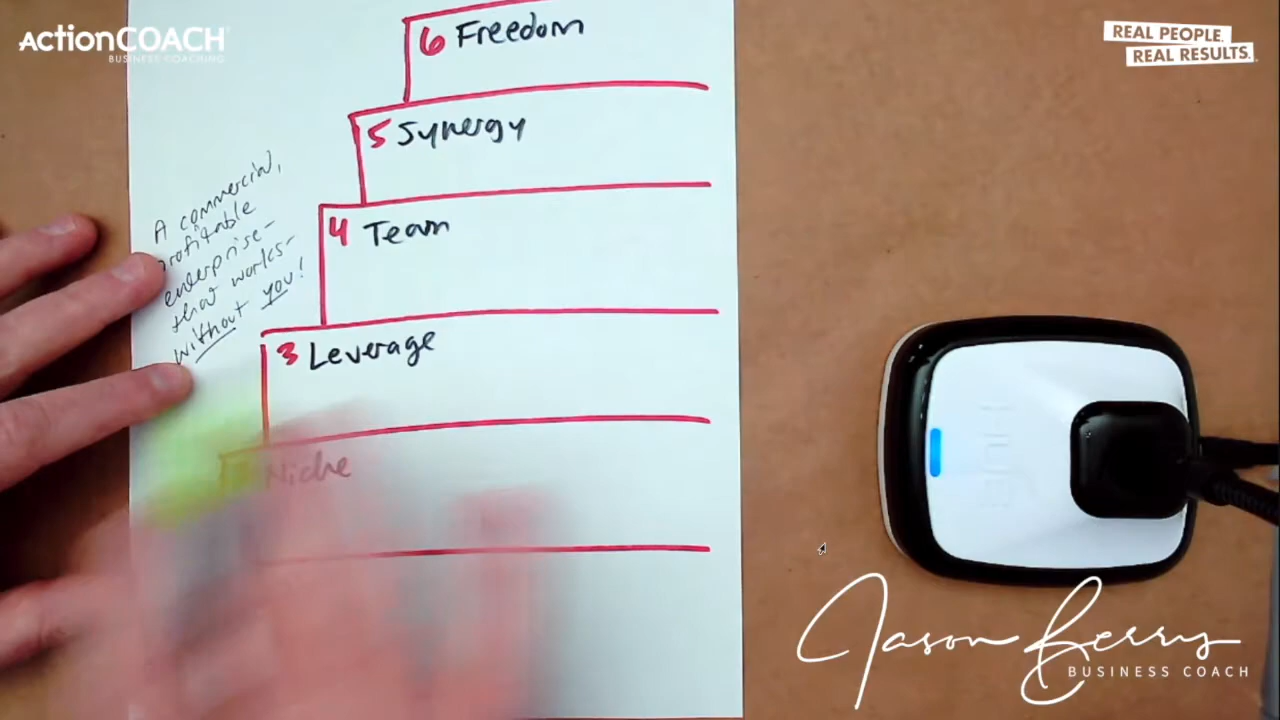 actionCOACH
BUSINESS COACHING
REAL PEOPLE.
REAL RESULTS.
6 Freedom
5 Synergy
4 Team
3 Leverage
Niche
A commercial,
profitable
enterprise-
that works-
without you!
hue
Jason Berry
BUSINESS COACH